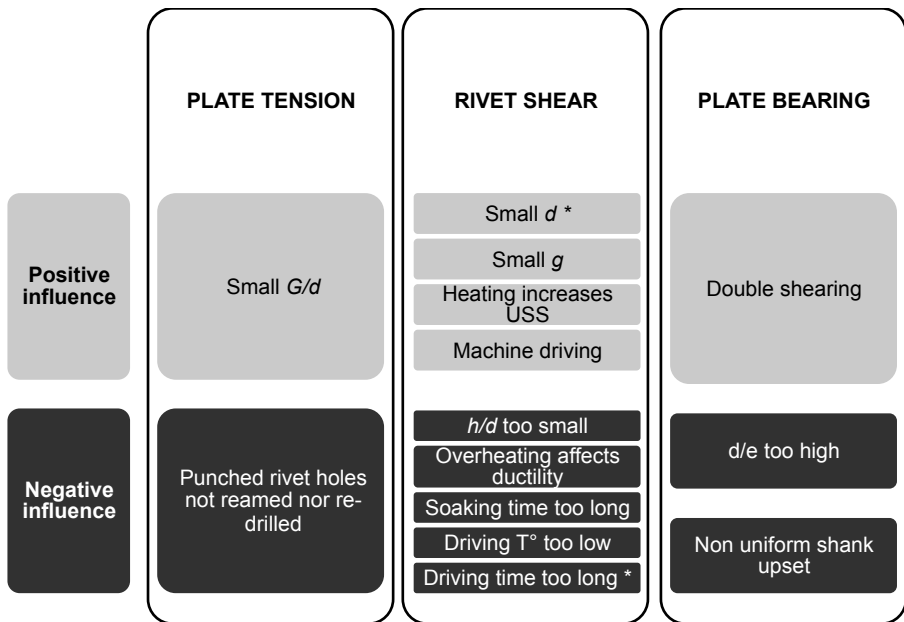 PLATE TENSION
RIVET SHEAR
PLATE BEARING
Positive
influence
Small G/d
Small d *
Small g
Heating increases
USS
Machine driving
Double shearing
Negative
influence
Punched rivet holes
not reamed nor re-
drilled
h/d too small
Overheating affects
ductility
Soaking time too long
Driving T° too low
Driving time too long *
d/e too high
Non uniform shank
upset